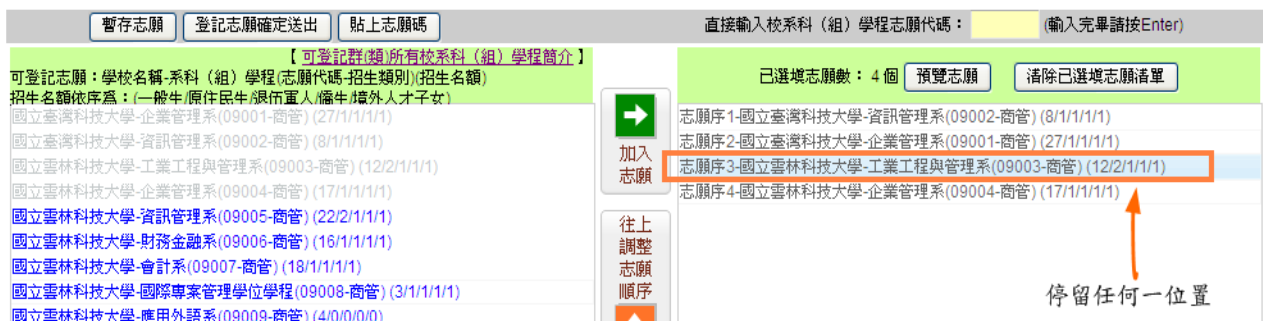 暫存志願 登記志願確定送出 貼上志願碼 直接輸入校系科（組）學程志願代碼： (輸入完畢請按Enter)
【 可登記群(類)所有校系科（組）學程簡介 】
可登記志願：學校名稱-系科（組）學程(志願代碼-招生類別)(招生名額)
招生名額依序為：(一般生/原住民生/退伍軍人/僑生/境外人才子女)
國立臺灣科技大學-企業管理系(09001-商管) (27/1/1/1/1)
國立臺灣科技大學-資訊管理系(09002-商管) (8/1/1/1/1)
國立雲林科技大學-工業工程與管理系(09003-商管) (12/2/1/1/1)
國立雲林科技大學-企業管理系(09004-商管) (17/1/1/1/1)
國立雲林科技大學-資訊管理系(09005-商管) (22/2/1/1/1)
國立雲林科技大學-財務金融系(09006-商管) (16/1/1/1/1)
國立雲林科技大學-會計系(09007-商管) (18/1/1/1/1)
國立雲林科技大學-國際專案管理學位學程(09008-商管) (3/1/1/1/1)
國立雲林科技大學-應用外語系(09009-商管) (4/0/0/0/0)
加入
志願
往上
調整
志願
順序
已選填志願數：4個 預覽志願 清除已選填志願清單
志願序1-國立臺灣科技大學-資訊管理系(09002-商管) (8/1/1/1/1)
志願序2-國立臺灣科技大學-企業管理系(09001-商管) (27/1/1/1/1)
志願序3-國立雲林科技大學-工業工程與管理系(09003-商管) (12/2/1/1/1)
志願序4-國立雲林科技大學-企業管理系(09004-商管) (17/1/1/1/1)
停留任何一位置